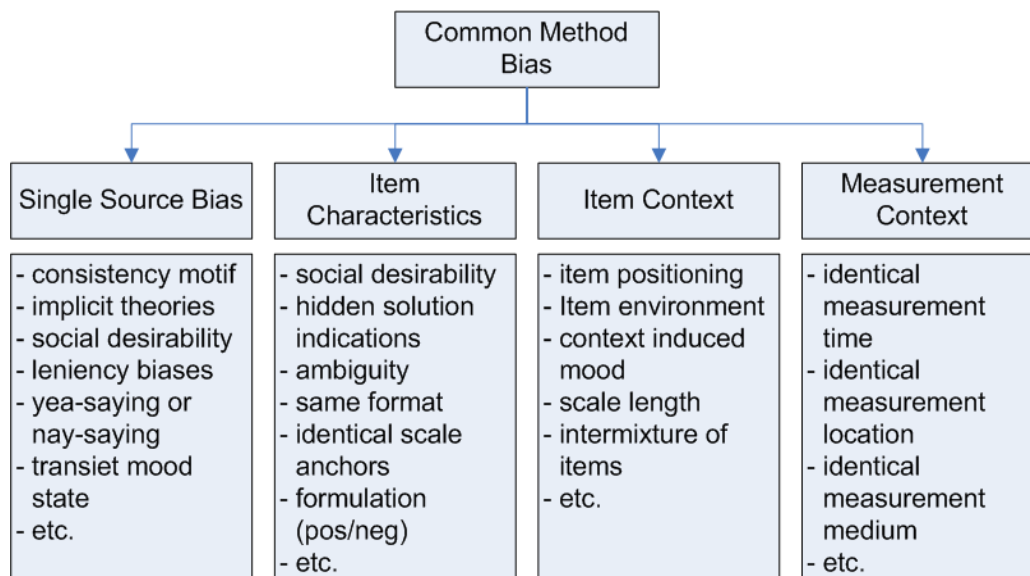 Common Method
Bias
Single Source Bias
- consistency motif
- implicit theories
- social desirability
- leniency biases
- yea-saying or
nay-saying
- transiet mood
state
- etc.
Item
Characteristics
- social desirability
- hidden solution
indications
- ambiguity
- same format
- identical scale
anchors
- formulation
(pos/neg)
- etc.
Item Context
- item positioning
- Item environment
- context induced
mood
- scale length
- intermixture of
items
- etc.
Measurement
Context
- identical
measurement
time
- identical
measurement
location
- identical
measurement
medium
- etc.